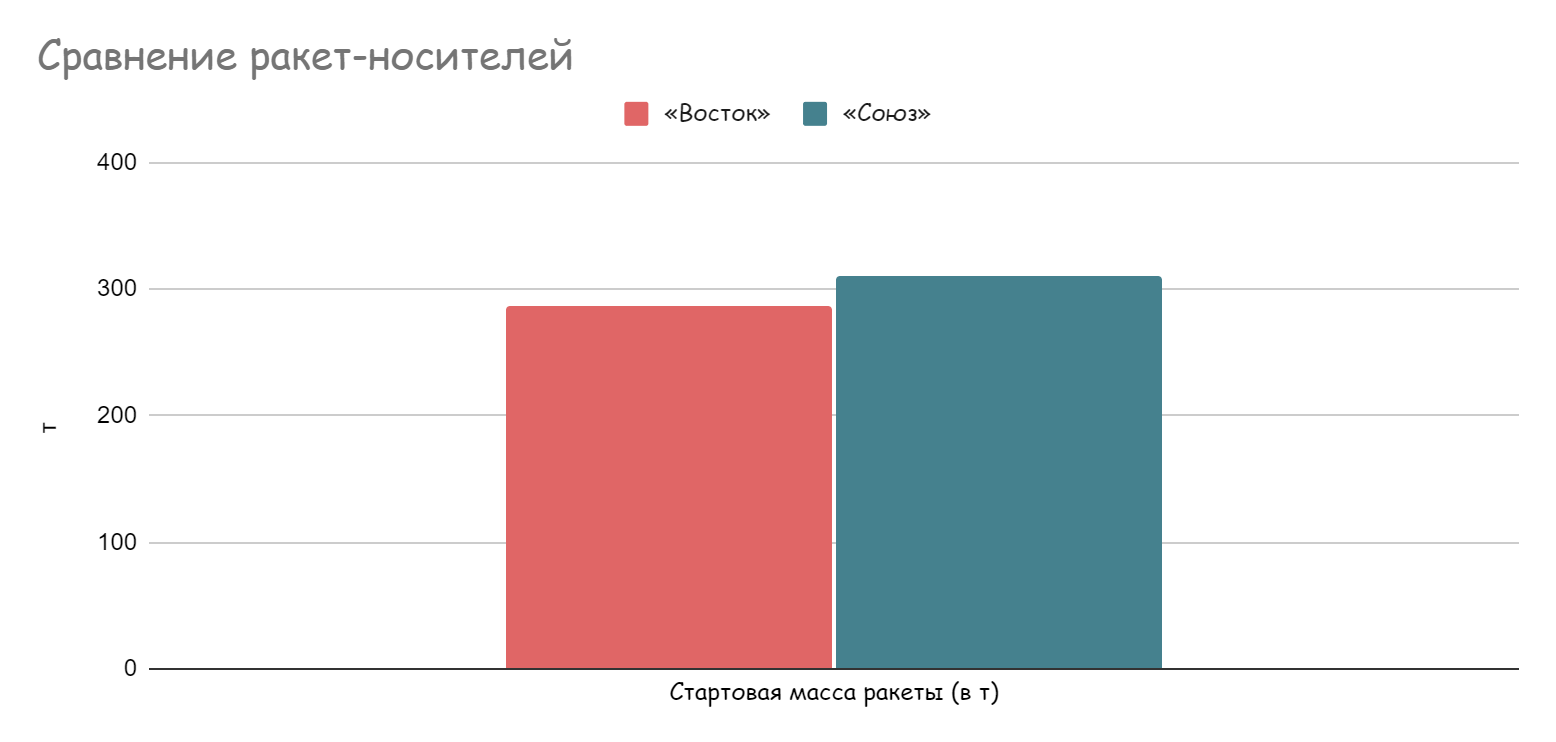 Сравнение ракет-носителей
«Восток» «Союз»
400
300
200
100
0
т
Стартовая масса ракеты (в т)